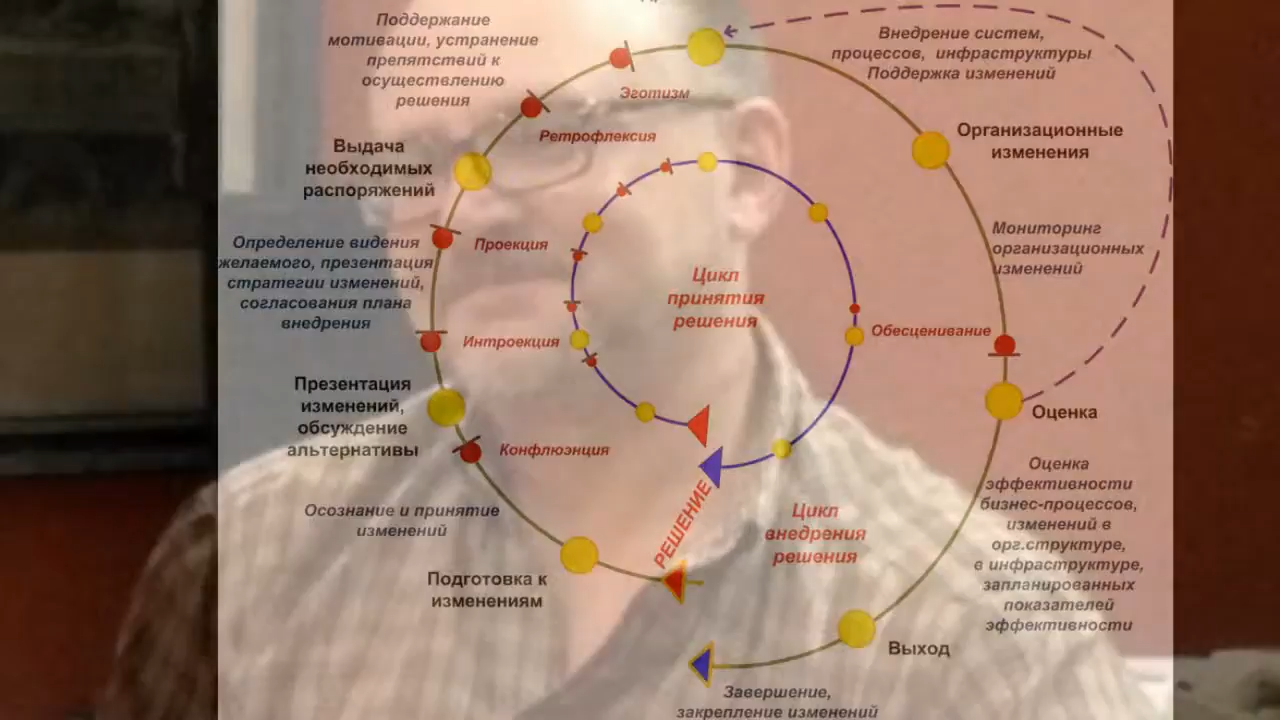 Поддержание
мотивации, устранение
препятствий к
осуществлению
решения
Внедрение систем,
процессов, инфраструктуры
Поддержка изменений
Эготизм
Ретрофлексия
Выдача
необходимых
распоряжений
Организационные
изменения
Определение видения
желаемого, презентация
стратегии изменений,
согласования плана
внедрения
Проекция
Мониторинг
организационных
изменений
Цикл
принятия
решения
Интроекция
Обесценивание
Презентация
изменений,
обсуждение
альтернативы
Оценка
Конфлюэнция
Осознание и принятие
изменений
РЕШЕНИЕ
Цикл
внедрения
решения
Оценка
эффективности
бизнес-процессов,
изменений в
орг.структуре,
в инфраструктуре,
запланированных
показателей
эффективности
Подготовка к
изменениям
Выход
Завершение,
закрепление изменений